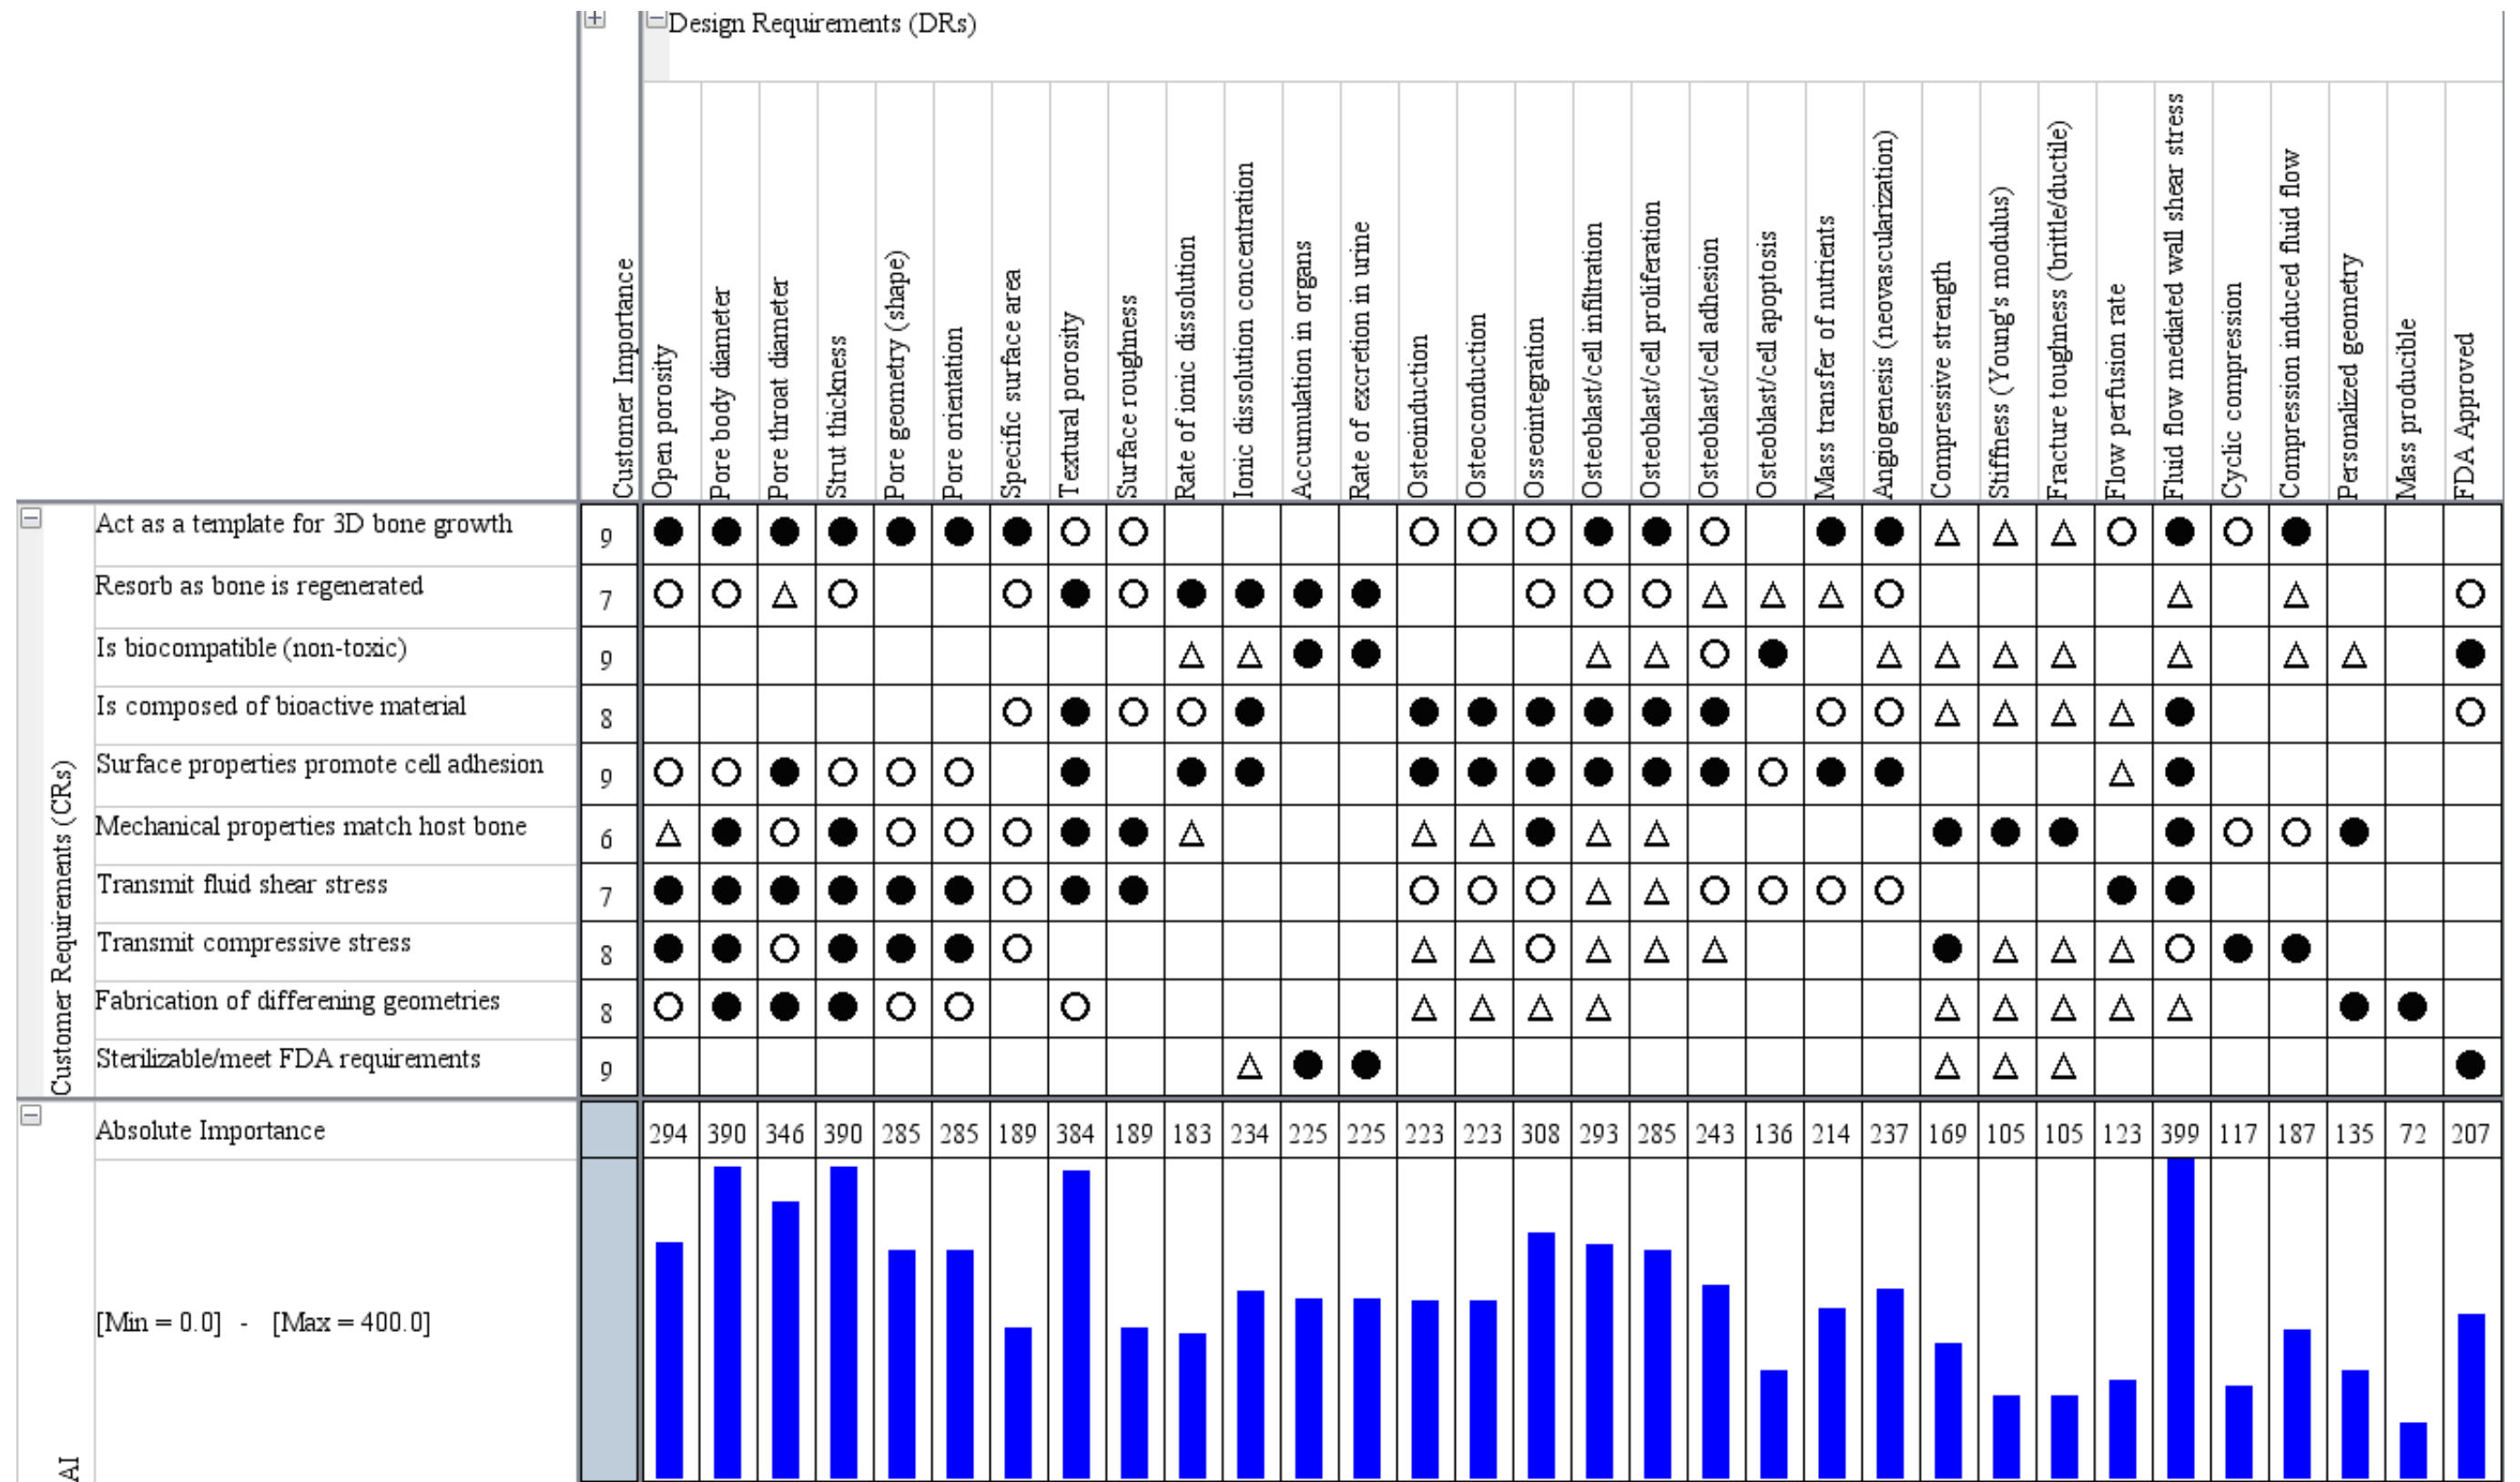 Design Requirements (DRs)
Customer Importance
Open porosity
Pore body diameter
Pore throat diameter
Strut thickness
Pore geometry (shape)
Pore orientation
Specific surface area
Textural porosity
Surface roughness
Rate of ionic dissolution
Ionic dissolution concentration
Accumulation in organs
Rate of excretion in urine
Osteoinduction
Osteoconduction
Osseointegration
Osteoblast/cell infiltration
Osteoblast/cell proliferation
Osteoblast/cell adhesion
Osteoblast/cell apoptosis
Mass transfer of nutrients
Angiogenesis (neovascularization)
Compressive strength
Stiffness (Young's modulus)
Fracture toughness (brittle/ductile)
Flow perfusion rate
Fluid flow mediated wall shear stress
Cyclic compression
Compression induced fluid flow
Personalized geometry
Mass producible
FDA Approved
Customer Requirements (CRs)
Act as a template for 3D bone growth 9
Resorb as bone is regenerated 7
Is biocompatible (non-toxic) 9
Is composed of bioactive material 8
Surface properties promote cell adhesion 9
Mechanical properties match host bone 6
Transmit fluid shear stress 7
Transmit compressive stress 8
Fabrication of differening geometries 8
Sterilizable/meet FDA requirements 9
Absolute Importance 294 390 346 390 285 285 189 384 189 183 234 225 225 223 223 308 293 285 243 136 214 237 169 105 105 123 399 117 187 135 72 207
[Min = 0.0] - [Max = 400.0]
AI